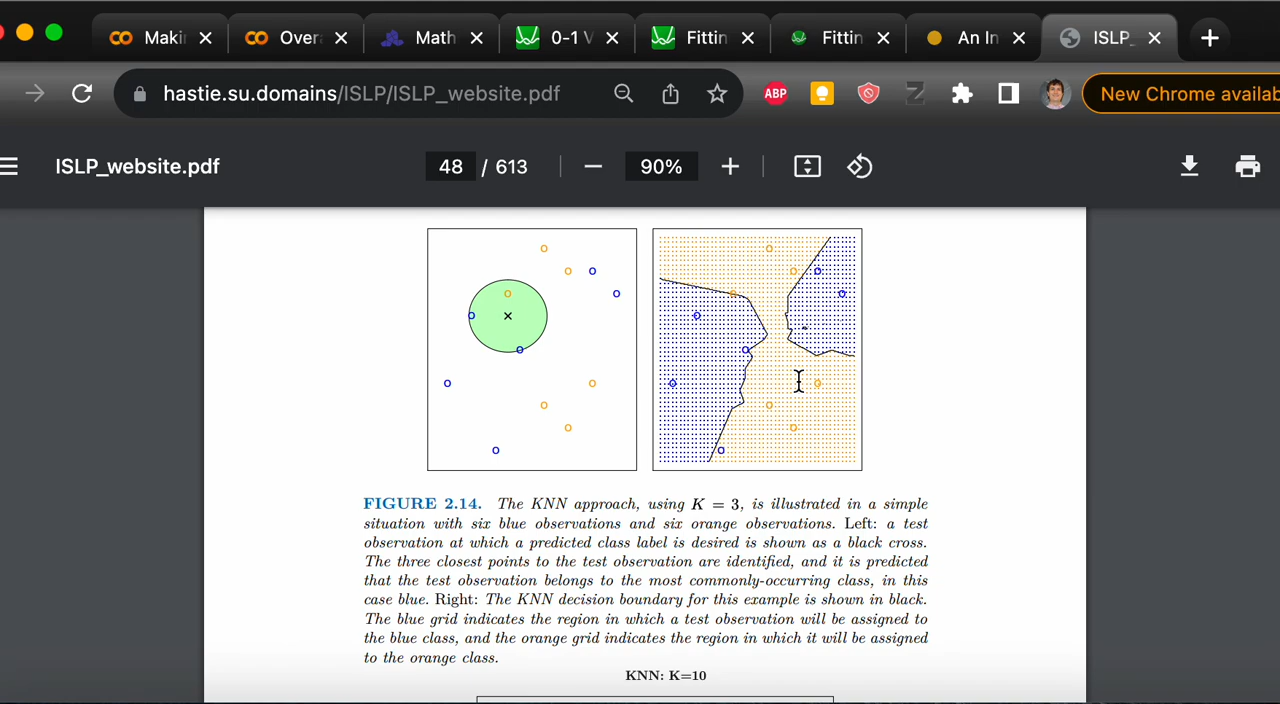 Maki
Over
Math
0-1 V
Fittin
Fittin
An In
ISLP_
hastie.su.domains/ISLP/ISLP_website.pdf
ABP
Z
New Chrome availab
ISLP_website.pdf
48 / 613
90%
FIGURE 2.14. The KNN approach, using K = 3, is illustrated in a simple
situation with six blue observations and six orange observations. Left: a test
observation at which a predicted class label is desired is shown as a black cross.
The three closest points to the test observation are identified, and it is predicted
that the test observation belongs to the most commonly-occurring class, in this
case blue. Right: The KNN decision boundary for this example is shown in black.
The blue grid indicates the region in which a test observation will be assigned to
the blue class, and the orange grid indicates the region in which it will be assigned
to the orange class.
KNN: K=10